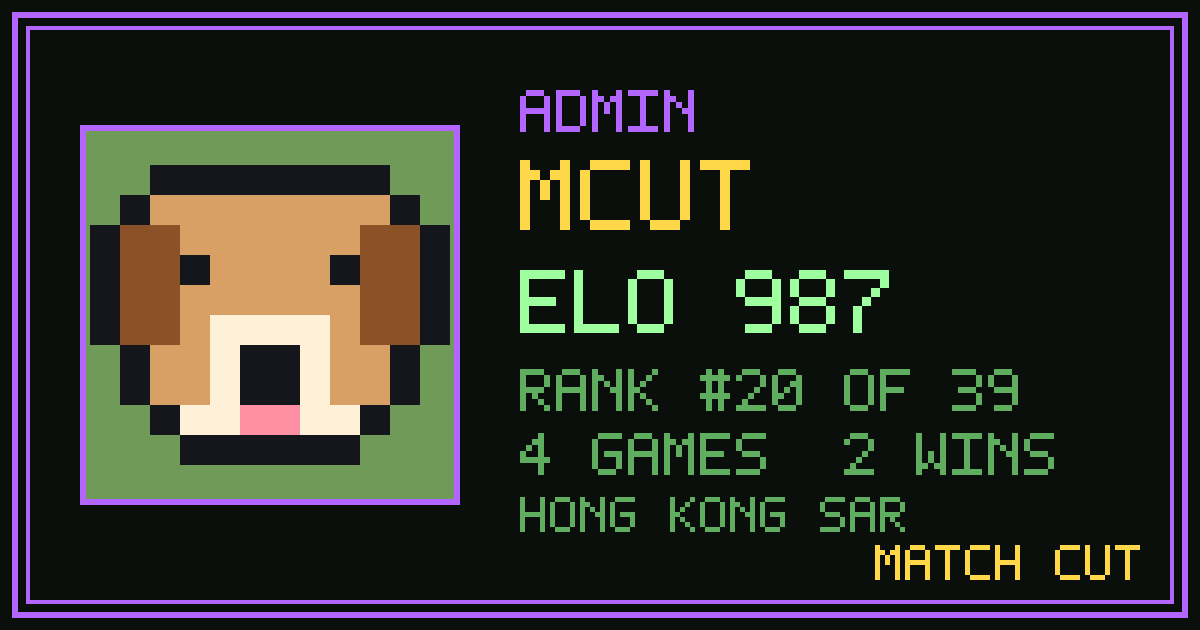 ADMIN
MCUT
ELO 987
RANK #20 OF 39
4 GAMES 2 WINS
HONG KONG SAR
MATCH CUT